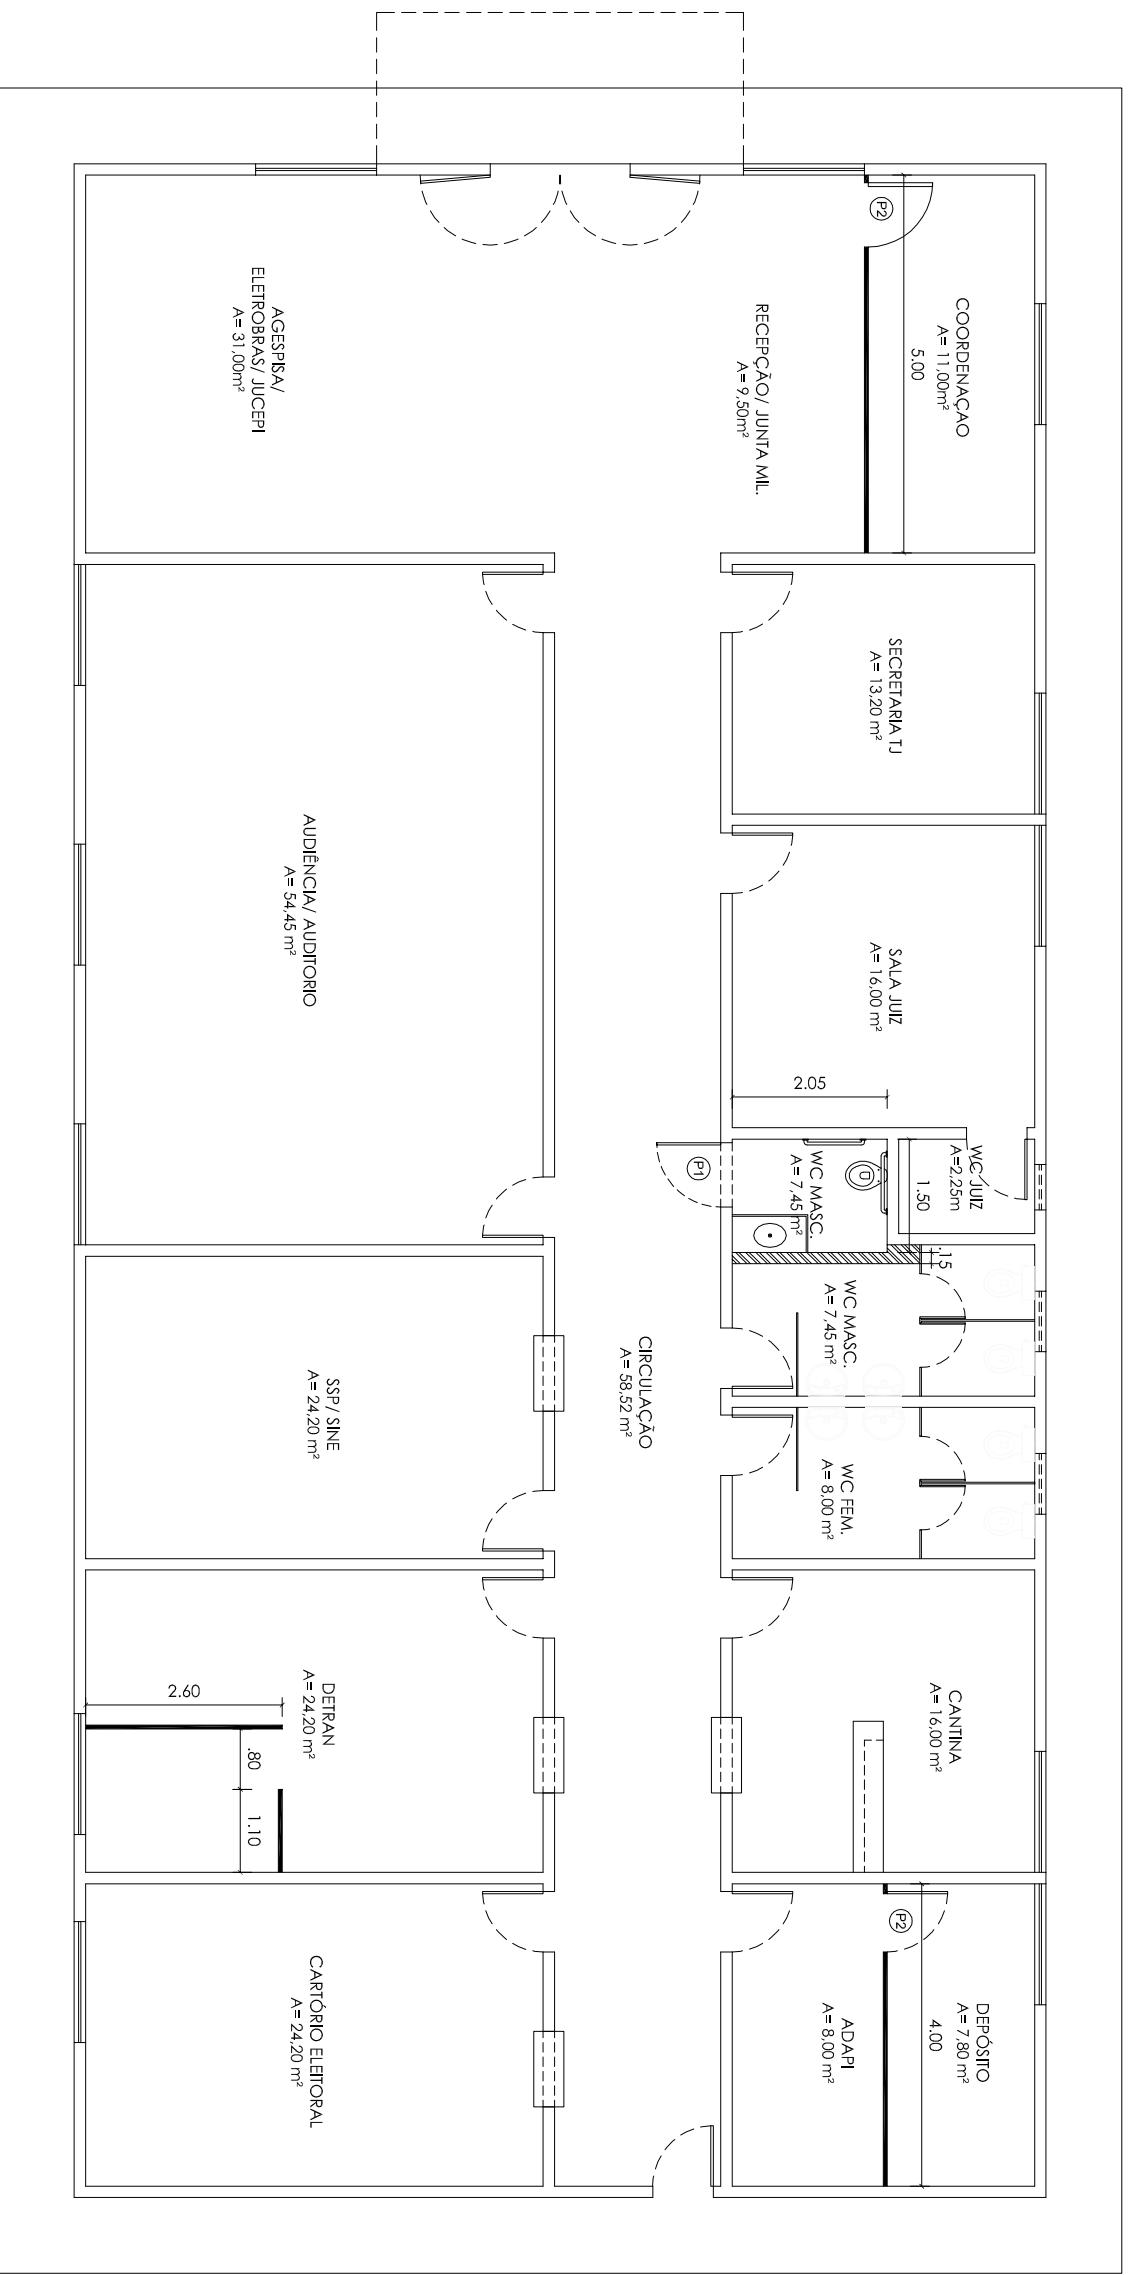 COORDENAÇAO
A= 11,00m²
5.00
P2
RECEPÇÃO/ JUNTA MIL.
A= 9,50m²
AGESPISA/
ELETROBRAS/ JUCEPI
A= 31,00m²
SECRETARIA TJ
A= 13,20 m²
SALA JUIZ
A= 16,00 m²
2.05
AUDIÊNCIA/ AUDITORIO
A= 54,45 m²
WC JUIZ
A=2,25m
1.50
WC MASC.
A= 7,45 m²
P1
.15
WC MASC.
A= 7,45 m²
CIRCULAÇÃO
A= 58,52 m²
WC FEM.
A= 8,00 m²
SSP/ SINE
A= 24,20 m²
CANTINA
A= 16,00 m²
DETRAN
A= 24,20 m²
2.60
.80
1.10
P2
DEPÓSITO
A= 7,80 m²
4.00
ADAPI
A= 8,00 m²
CARTÓRIO ELEITORAL
A= 24,20 m²